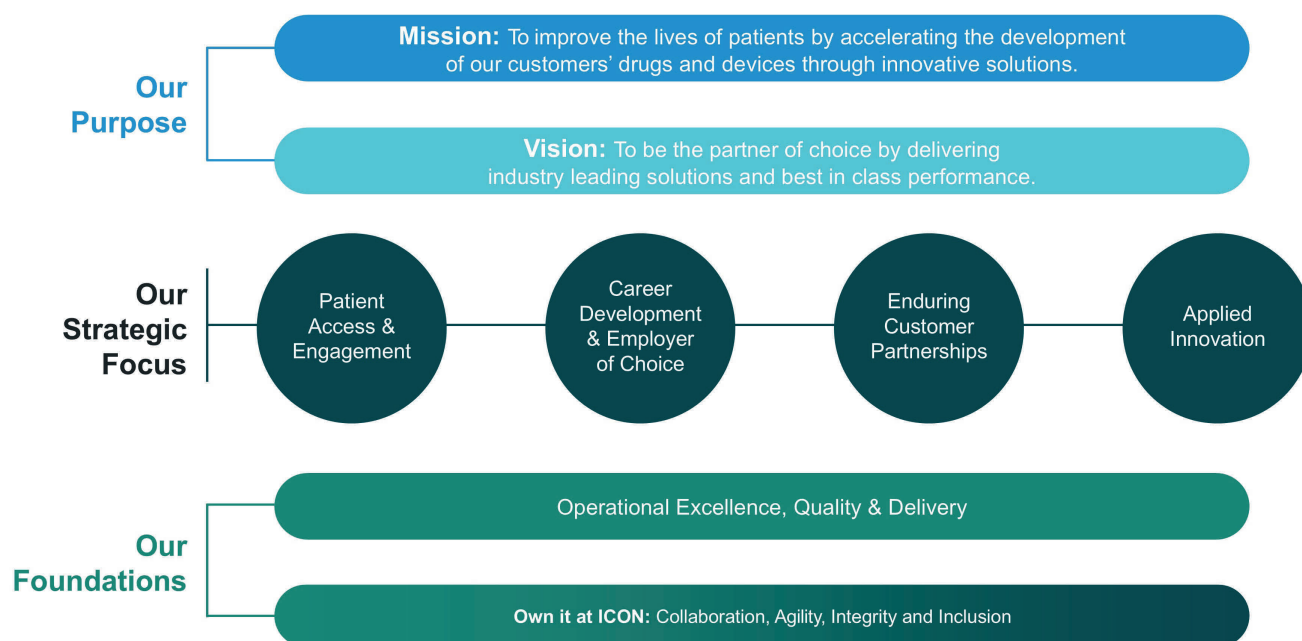 Our
Purpose
Mission: To improve the lives of patients by accelerating the development
of our customers’ drugs and devices through innovative solutions.
Vision: To be the partner of choice by delivering
industry leading solutions and best in class performance.
Our
Strategic
Focus
Patient
Access &
Engagement
Career
Development
& Employer
of Choice
Enduring
Customer
Partnerships
Applied
Innovation
Our
Foundations
Operational Excellence, Quality & Delivery
Own it at ICON: Collaboration, Agility, Integrity and Inclusion